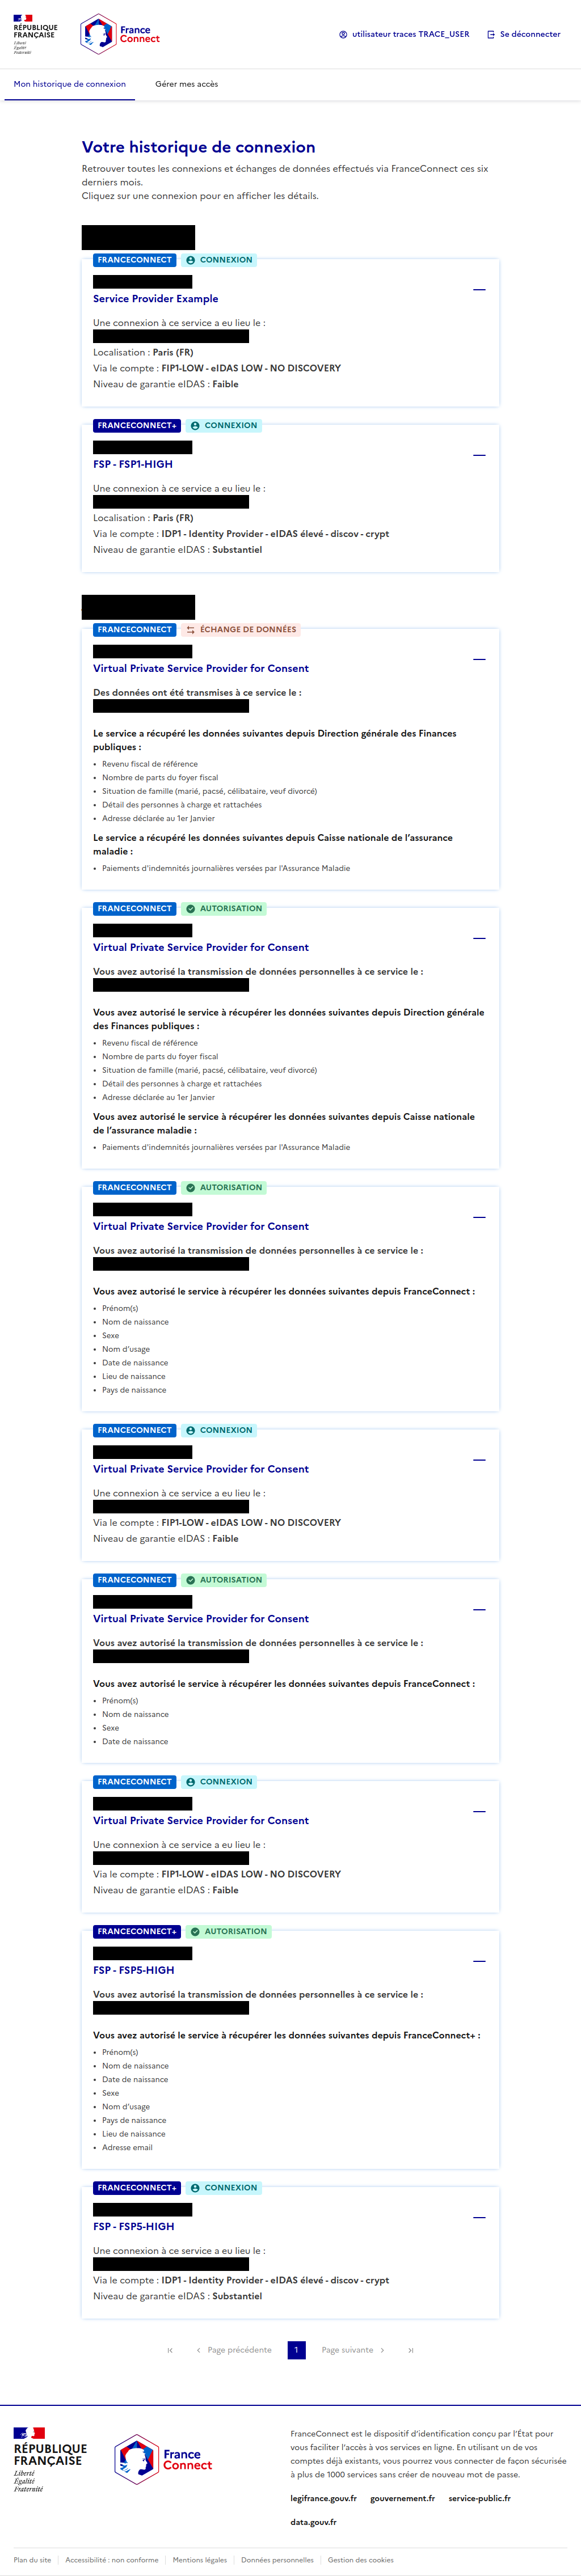 RÉPUBLIQUE
FRANÇAISE
Liberté
Égalité
Fraternité
France
Connect
utilisateur traces TRACE_USER
Se déconnecter
Mon historique de connexion
Gérer mes accès
Votre historique de connexion
Retrouver toutes les connexions et échanges de données effectués via FranceConnect ces six
derniers mois.
Cliquez sur une connexion pour en afficher les détails.
FRANCECONNECT
CONNEXION
Service Provider Example
Une connexion à ce service a eu lieu le :
Localisation : Paris (FR)
Via le compte : FIP1-LOW - eIDAS LOW - NO DISCOVERY
Niveau de garantie eIDAS : Faible
FRANCECONNECT+
CONNEXION
FSP - FSP1-HIGH
Une connexion à ce service a eu lieu le :
Localisation : Paris (FR)
Via le compte : IDP1 - Identity Provider - eIDAS élevé - discov - crypt
Niveau de garantie eIDAS : Substantiel
FRANCECONNECT
ÉCHANGE DE DONNÉES
Virtual Private Service Provider for Consent
Des données ont été transmises à ce service le :
Le service a récupéré les données suivantes depuis Direction générale des Finances
publiques :
• Revenu fiscal de référence
• Nombre de parts du foyer fiscal
• Situation de famille (marié, pacsé, célibataire, veuf divorcé)
• Détail des personnes à charge et rattachées
• Adresse déclarée au 1er Janvier
Le service a récupéré les données suivantes depuis Caisse nationale de l’assurance
maladie :
• Paiements d’indemnités journalières versées par l’Assurance Maladie
FRANCECONNECT
AUTORISATION
Virtual Private Service Provider for Consent
Vous avez autorisé la transmission de données personnelles à ce service le :
Vous avez autorisé le service à récupérer les données suivantes depuis Direction générale
des Finances publiques :
• Revenu fiscal de référence
• Nombre de parts du foyer fiscal
• Situation de famille (marié, pacsé, célibataire, veuf divorcé)
• Détail des personnes à charge et rattachées
• Adresse déclarée au 1er Janvier
Vous avez autorisé le service à récupérer les données suivantes depuis Caisse nationale
de l’assurance maladie :
• Paiements d’indemnités journalières versées par l’Assurance Maladie
FRANCECONNECT
AUTORISATION
Virtual Private Service Provider for Consent
Vous avez autorisé la transmission de données personnelles à ce service le :
Vous avez autorisé le service à récupérer les données suivantes depuis FranceConnect :
• Prénom(s)
• Nom de naissance
• Sexe
• Nom d’usage
• Date de naissance
• Lieu de naissance
• Pays de naissance
FRANCECONNECT
CONNEXION
Virtual Private Service Provider for Consent
Une connexion à ce service a eu lieu le :
Via le compte : FIP1-LOW - eIDAS LOW - NO DISCOVERY
Niveau de garantie eIDAS : Faible
FRANCECONNECT
AUTORISATION
Virtual Private Service Provider for Consent
Vous avez autorisé la transmission de données personnelles à ce service le :
Vous avez autorisé le service à récupérer les données suivantes depuis FranceConnect :
• Prénom(s)
• Nom de naissance
• Sexe
• Date de naissance
FRANCECONNECT
CONNEXION
Virtual Private Service Provider for Consent
Une connexion à ce service a eu lieu le :
Via le compte : FIP1-LOW - eIDAS LOW - NO DISCOVERY
Niveau de garantie eIDAS : Faible
FRANCECONNECT+
AUTORISATION
FSP - FSP5-HIGH
Vous avez autorisé la transmission de données personnelles à ce service le :
Vous avez autorisé le service à récupérer les données suivantes depuis FranceConnect+ :
• Prénom(s)
• Nom de naissance
• Date de naissance
• Sexe
• Nom d’usage
• Pays de naissance
• Lieu de naissance
• Adresse email
FRANCECONNECT+
CONNEXION
FSP - FSP5-HIGH
Une connexion à ce service a eu lieu le :
Via le compte : IDP1 - Identity Provider - eIDAS élevé - discov - crypt
Niveau de garantie eIDAS : Substantiel
Page précédente
1
Page suivante
RÉPUBLIQUE
FRANÇAISE
Liberté
Égalité
Fraternité
France
Connect
FranceConnect est le dispositif d’identification conçu par l’État pour
vous faciliter l’accès à vos services en ligne. En utilisant un de vos
comptes déjà existants, vous pourrez vous connecter de façon sécurisée
à plus de 1000 services sans créer de nouveau mot de passe.
legifrance.gouv.fr
gouvernement.fr
service-public.fr
data.gouv.fr
Plan du site
Accessibilité : non conforme
Mentions légales
Données personnelles
Gestion des cookies